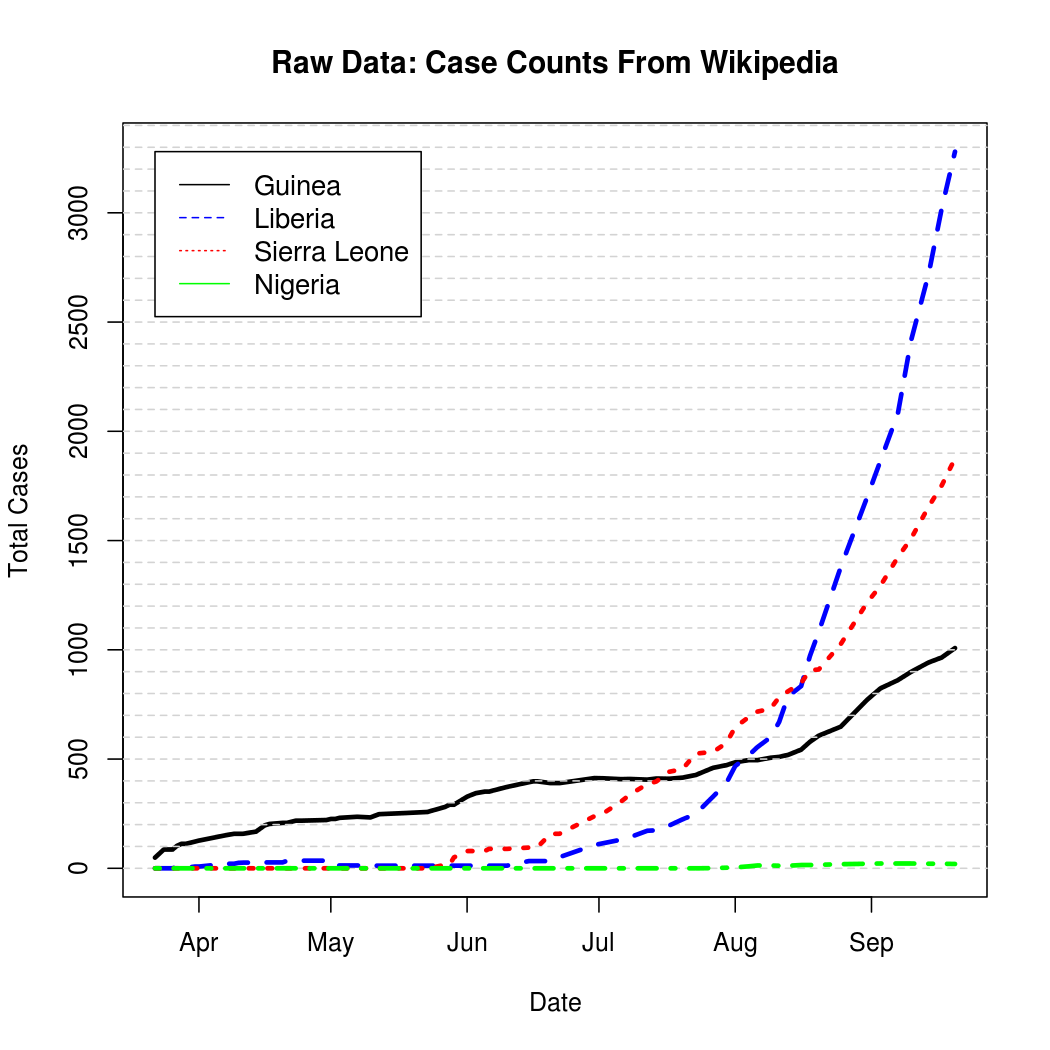 Raw Data: Case Counts From Wikipedia
Guinea
Liberia
Sierra Leone
Nigeria
Total Cases
3000
2500
2000
1500
1000
500
0
Apr May Jun Jul Aug Sep
Date